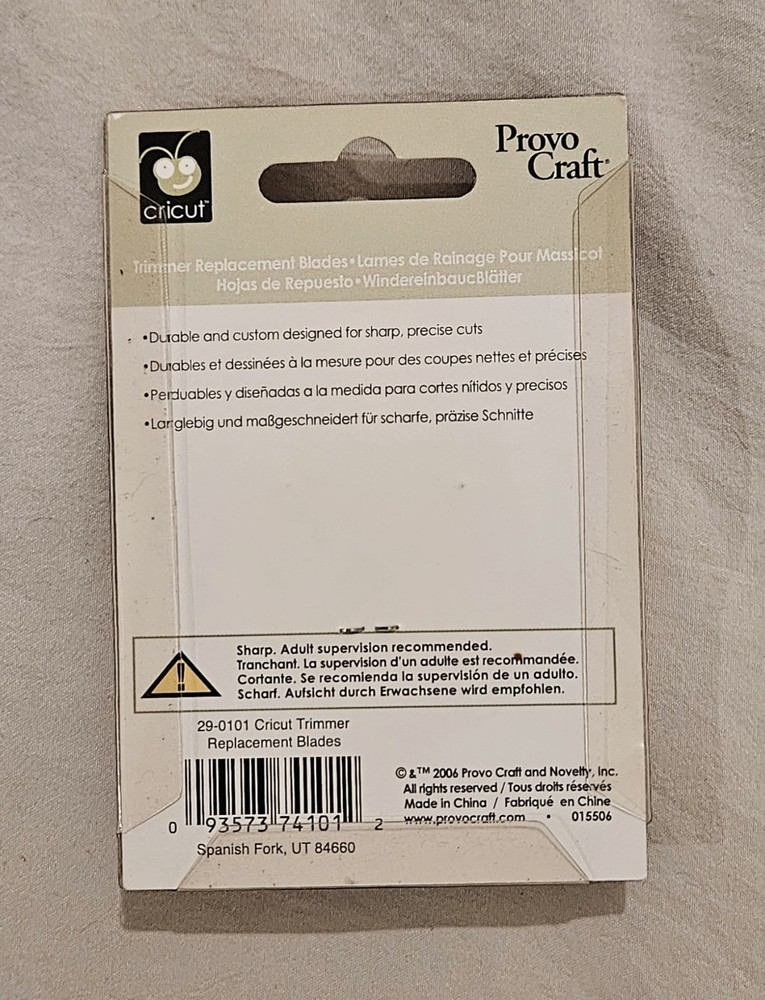 cricut™
Provo
Craft®
Trimmer Replacement Blades•Lames de Rainage Pour Massicot
Hojas de Repuesto•WindereinbaucBlätter
•Durable and custom designed for sharp, precise cuts
•Durables et dessinées à la mesure pour des coupes nettes et précises
•Perduables y diseñadas a la medida para cortes nítidos y precisos
•Langlebig und maßgeschneidert für scharfe, präzise Schnitte
!
Sharp. Adult supervision recommended.
Tranchant. La supervision d'un adulte est recommandée.
Cortante. Se recomienda la supervisión de un adulto.
Scharf. Aufsicht durch Erwachsene wird empfohlen.
29-0101 Cricut Trimmer
Replacement Blades
0 93573 74101 2
Spanish Fork, UT 84660
© &™ 2006 Provo Craft and Novelty, Inc.
All rights reserved / Tous droits réservés
Made in China / Fabriqué en Chine
www.provocraft.com • 015506